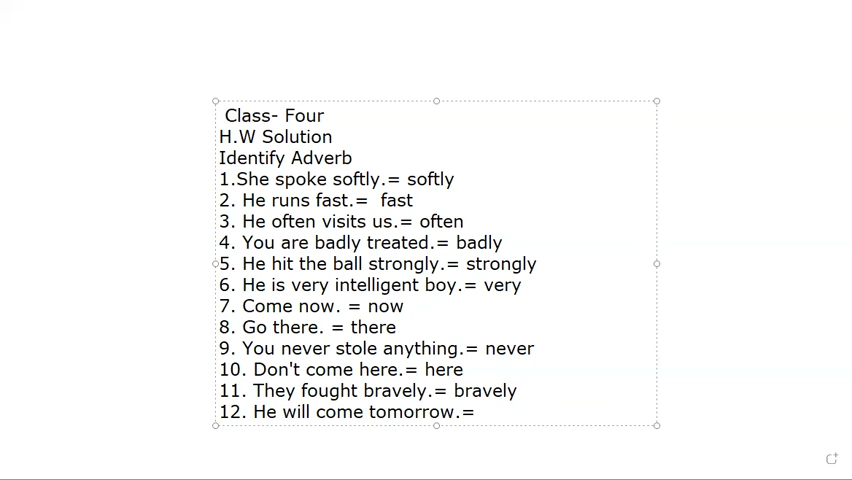 Class- Four
H.W Solution
Identify Adverb
1.She spoke softly.= softly
2. He runs fast.=  fast
3. He often visits us.= often
4. You are badly treated.= badly
5. He hit the ball strongly.= strongly
6. He is very intelligent boy.= very
7. Come now. = now
8. Go there. = there
9. You never stole anything.= never
10. Don't come here.= here
11. They fought bravely.= bravely
12. He will come tomorrow.=